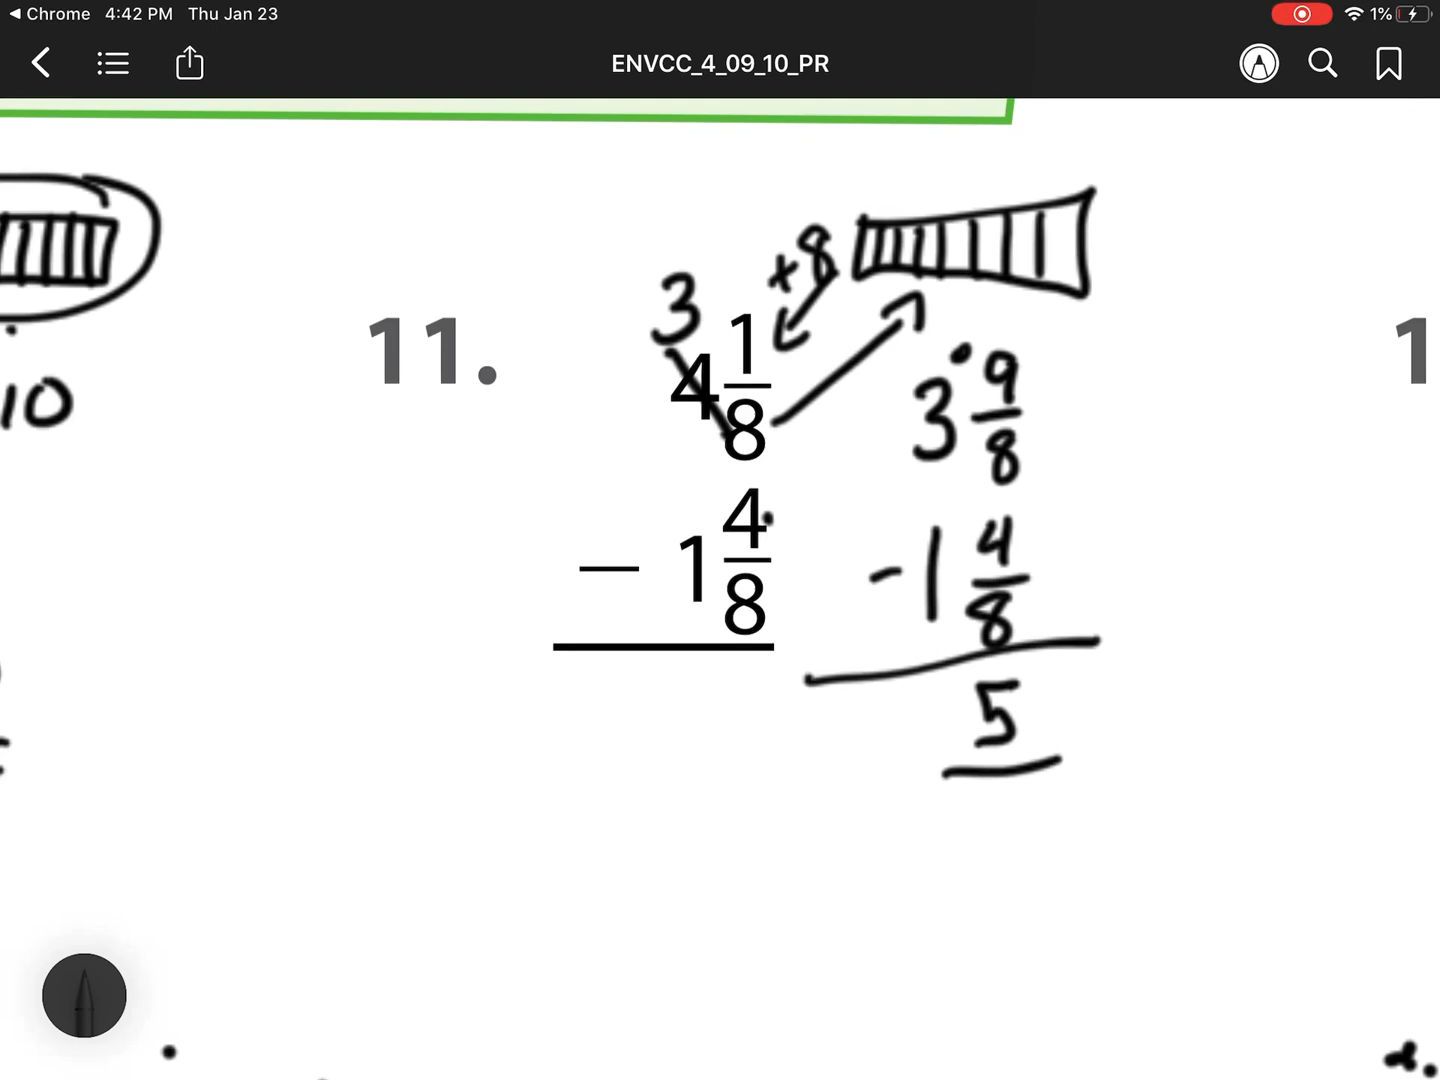 Chrome 4:42 PM Thu Jan 23 1%
ENVCC_4_09_10_PR
10
11.
3 +8
4 1/8
- 1 4/8
3 9/8
- 1 4/8
5
1